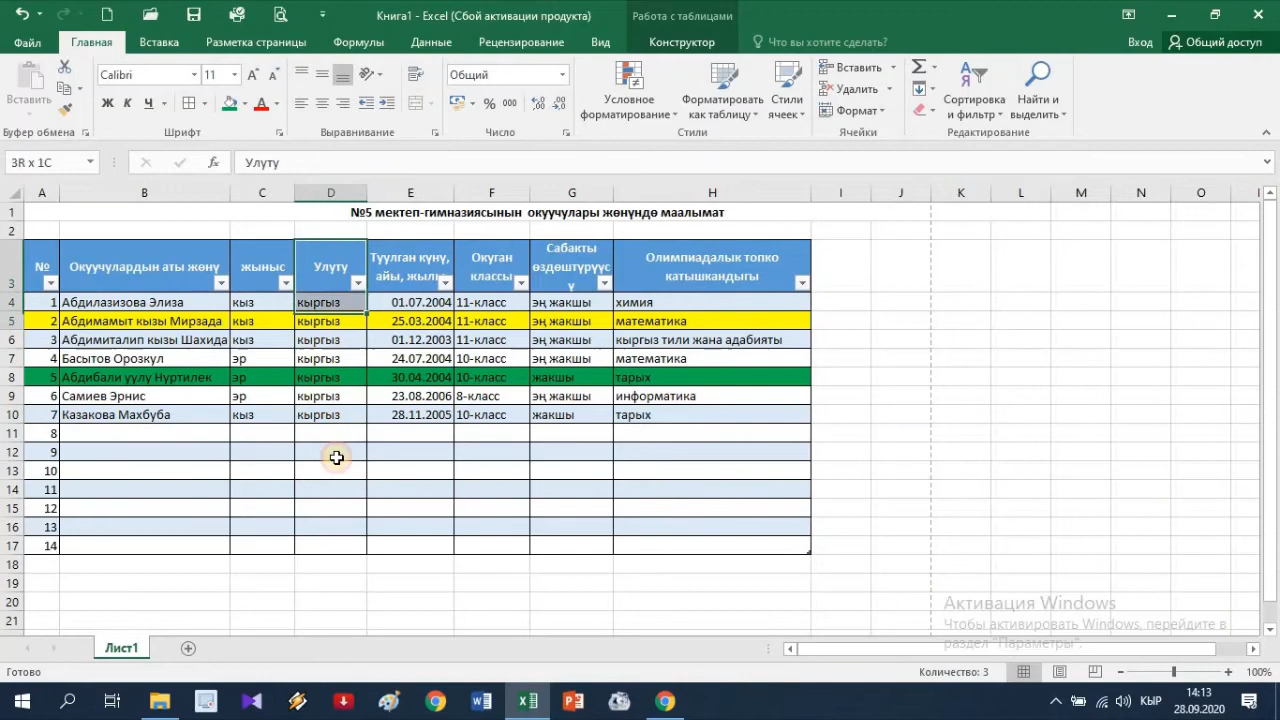 Книга1 - Excel (Сбой активации продукта)
Работа с таблицами
Файл Главная Вставка Разметка страницы Формулы Данные Рецензирование Вид Конструктор Что вы хотите сделать? Вход Общий доступ
Вставить
Calibri 11
Ж К Ч
Общий
% 000
Условное форматирование
Форматировать как таблицу
Стили ячеек
Вставить
Удалить
Формат
Сортировка и фильтр
Найти и выделить
Буфер обмена Шрифт Выравнивание Число Стили Ячейки Редактирование
3R x 1C fx Улуту
A B C D E F G H I J K L M N O
1 №5 мектеп-гимназиясынын окуучулары жөнүндө маалымат
2
3 № Окуучулардын аты жөнү жыныс Улуту Туулган күнү, айы, жылы Окуган классы Сабакты өздөштүрүүсү Олимпиадалык топко катышкандыгы
4 1 Абдилазизова Элиза кыз кыргыз 01.07.2004 11-класс эң жакшы химия
5 2 Абдимамыт кызы Мирзада кыз кыргыз 25.03.2004 11-класс эң жакшы математика
6 3 Абдимиталип кызы Шахида кыз кыргыз 01.12.2003 11-класс эң жакшы кыргыз тили жана адабияты
7 4 Басытов Орозкул эр кыргыз 24.07.2004 10-класс эң жакшы математика
8 5 Абдибали уулу Нуртилек эр кыргыз 30.04.2004 10-класс жакшы тарых
9 6 Самиев Эрнис эр кыргыз 23.08.2006 8-класс эң жакшы информатика
10 7 Казакова Махбуба кыз кыргыз 28.11.2005 10-класс жакшы тарых
11 8
12 9
13 10
14 11
15 12
16 13
17 14
18
19
20
21
Активация Windows
Чтобы активировать Windows, перейдите в
раздел "Параметры".
Лист1
Готово Количество: 3 100%
КЫР
14:13
28.09.2020